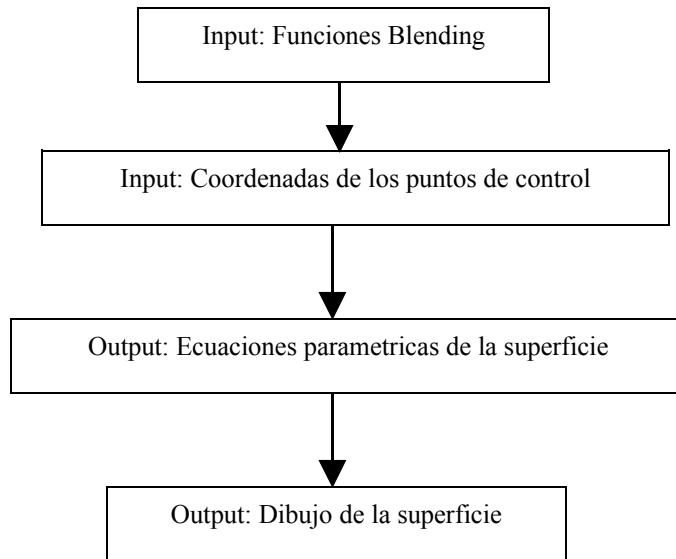 Input: Funciones Blending
Input: Coordenadas de los puntos de control
Output: Ecuaciones parametricas de la superficie
Output: Dibujo de la superficie